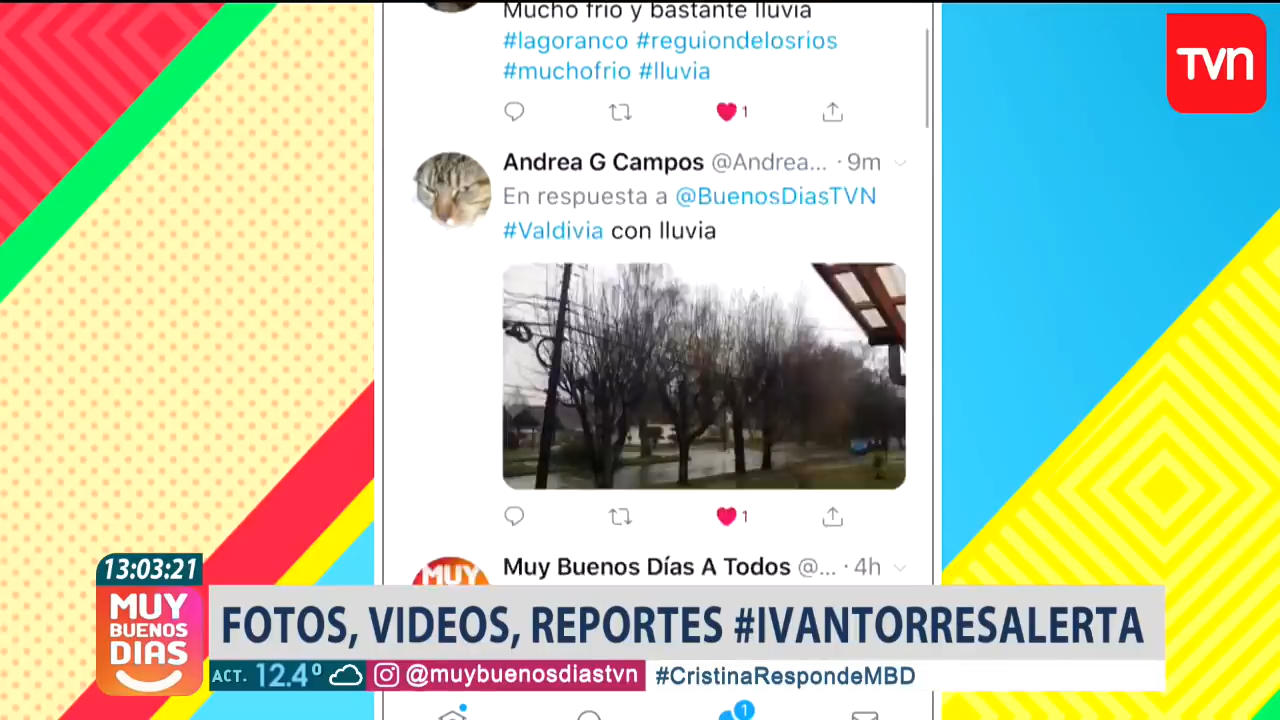 Mucho frio y bastante lluvia
#lagoranco #reguiondelosrios
#muchofrio #lluvia
1
tvn
Andrea G Campos @Andrea... · 9m
En respuesta a @BuenosDiasTVN
#Valdivia con lluvia
1
Muy Buenos Días A Todos @... · 4h
MUY
13:03:21
MUY
BUENOS
DIAS
FOTOS, VIDEOS, REPORTES #IVANTORRESALERTA
ACT. 12.4° @muybuenosdiastvn #CristinaRespondeMBD
1